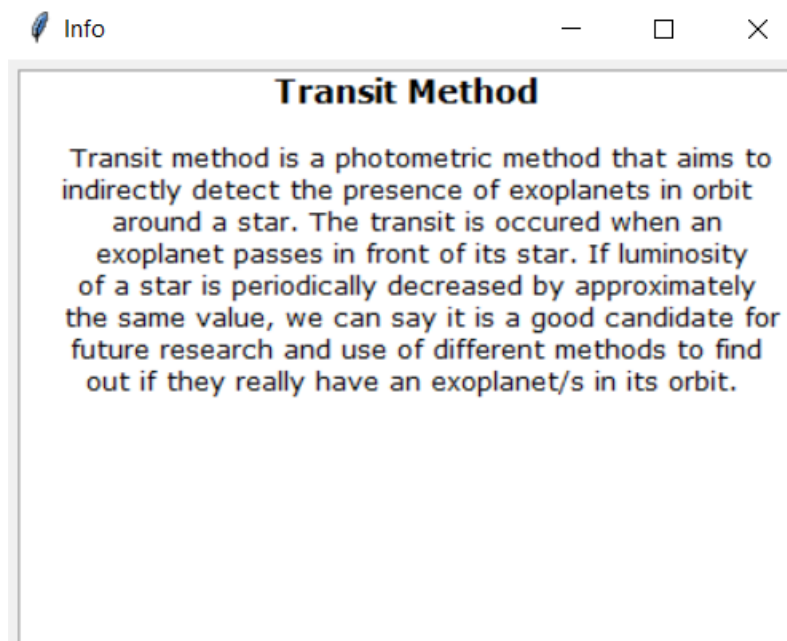 Info
Transit Method
Transit method is a photometric method that aims to
indirectly detect the presence of exoplanets in orbit
around a star. The transit is occured when an
exoplanet passes in front of its star. If luminosity
of a star is periodically decreased by approximately
the same value, we can say it is a good candidate for
future research and use of different methods to find
out if they really have an exoplanet/s in its orbit.